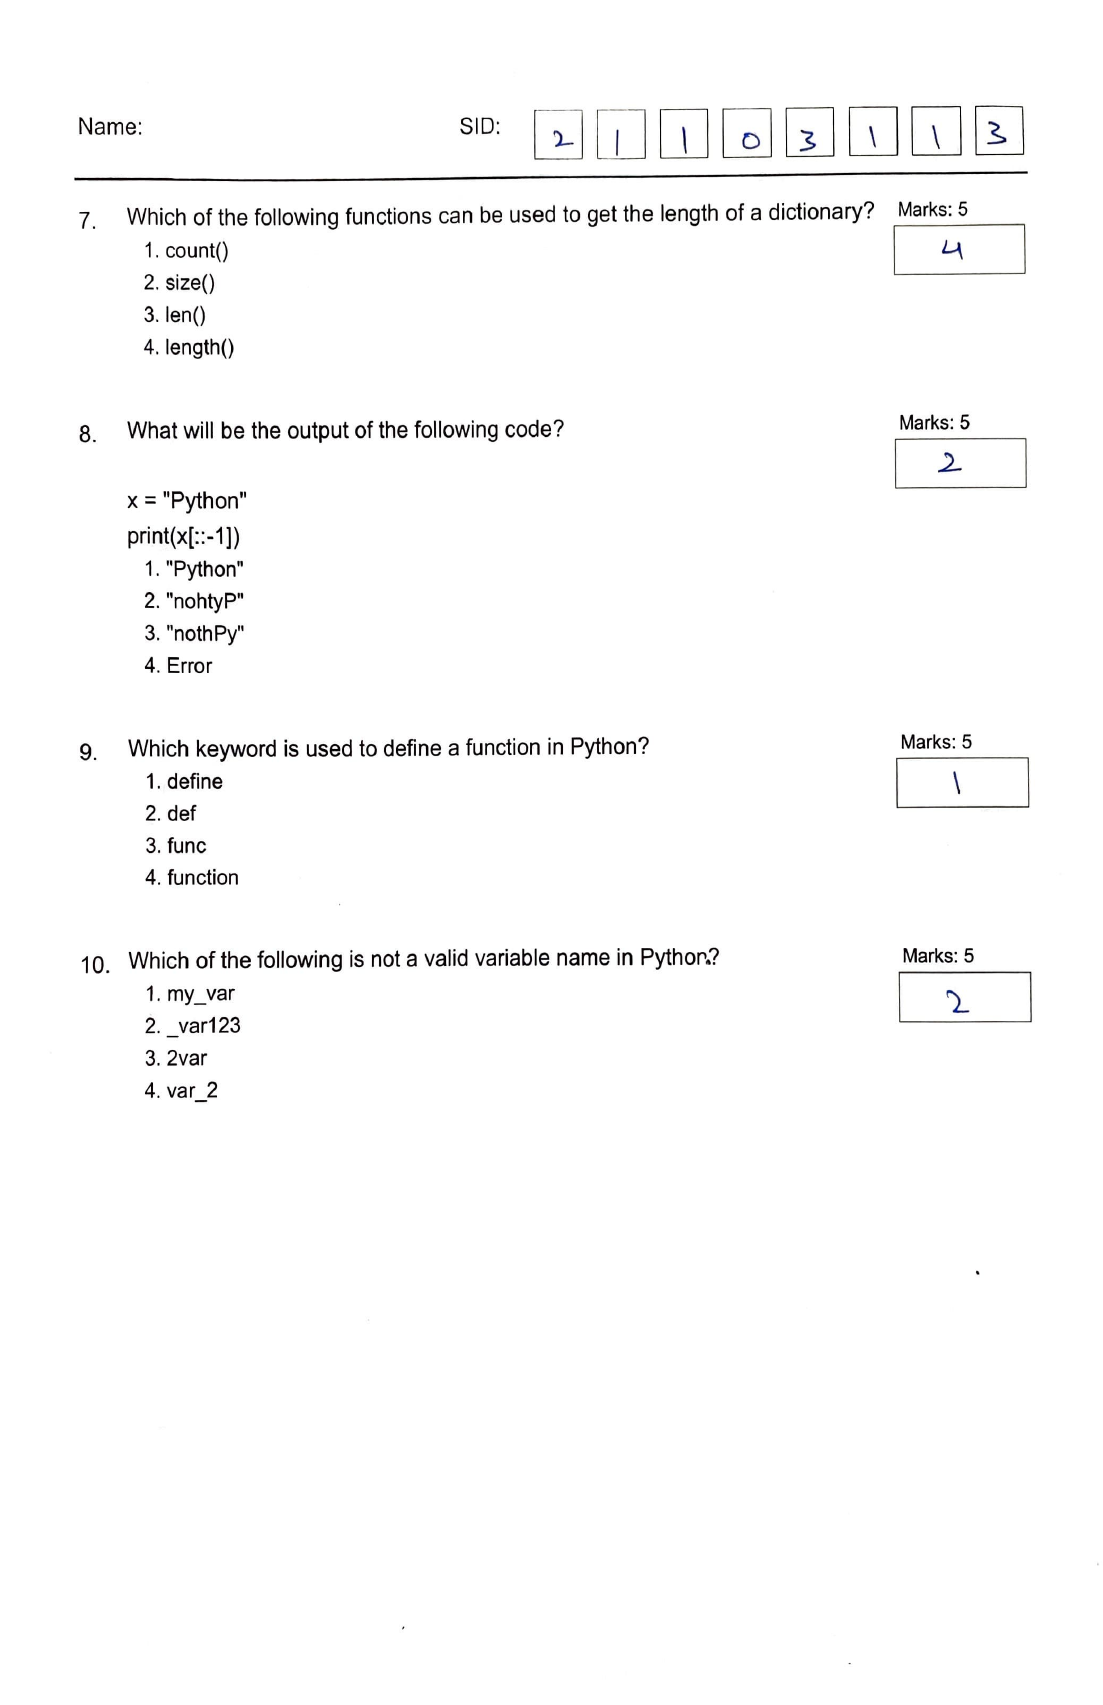 Name: SID: 2 1 1 0 3 1 1 3
7. Which of the following functions can be used to get the length of a dictionary? Marks: 5
4
1. count()
2. size()
3. len()
4. length()
8. What will be the output of the following code? Marks: 5
2
x = "Python"
print(x[::-1])
1. "Python"
2. "nohtyP"
3. "nothPy"
4. Error
9. Which keyword is used to define a function in Python? Marks: 5
1
1. define
2. def
3. func
4. function
10. Which of the following is not a valid variable name in Python? Marks: 5
2
1. my_var
2. _var123
3. 2var
4. var_2